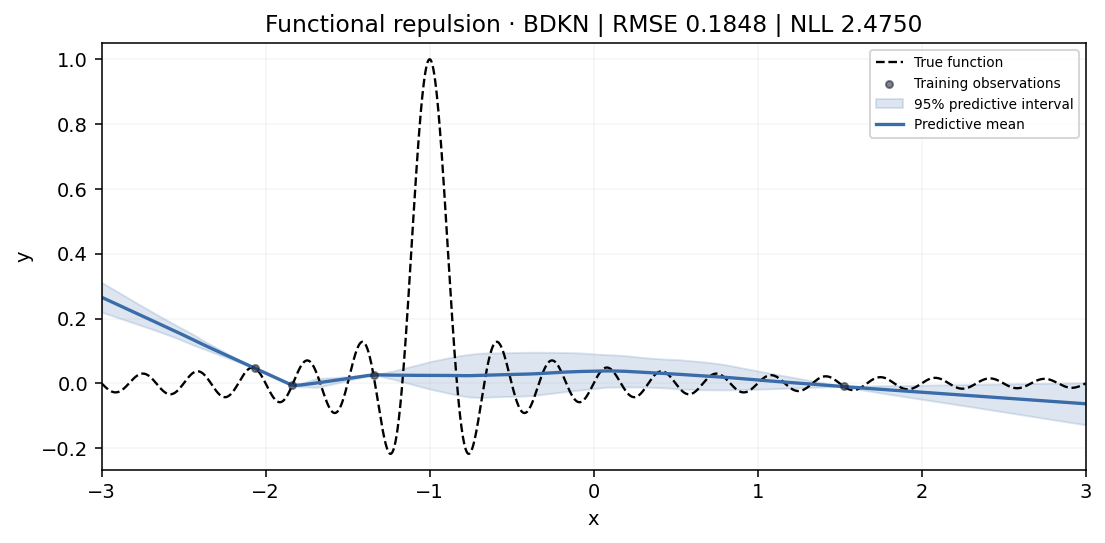 Functional repulsion · BDKN | RMSE 0.1848 | NLL 2.4750
True function
Training observations
95% predictive interval
Predictive mean
y
1.0
0.8
0.6
0.4
0.2
0.0
−0.2
−3
−2
−1
0
1
2
3
x